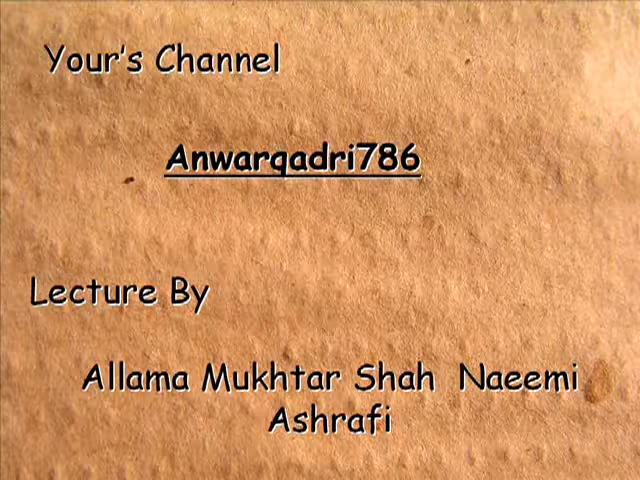 Your's Channel
Anwarqadri786
Lecture By
Allama Mukhtar Shah Naeemi
Ashrafi